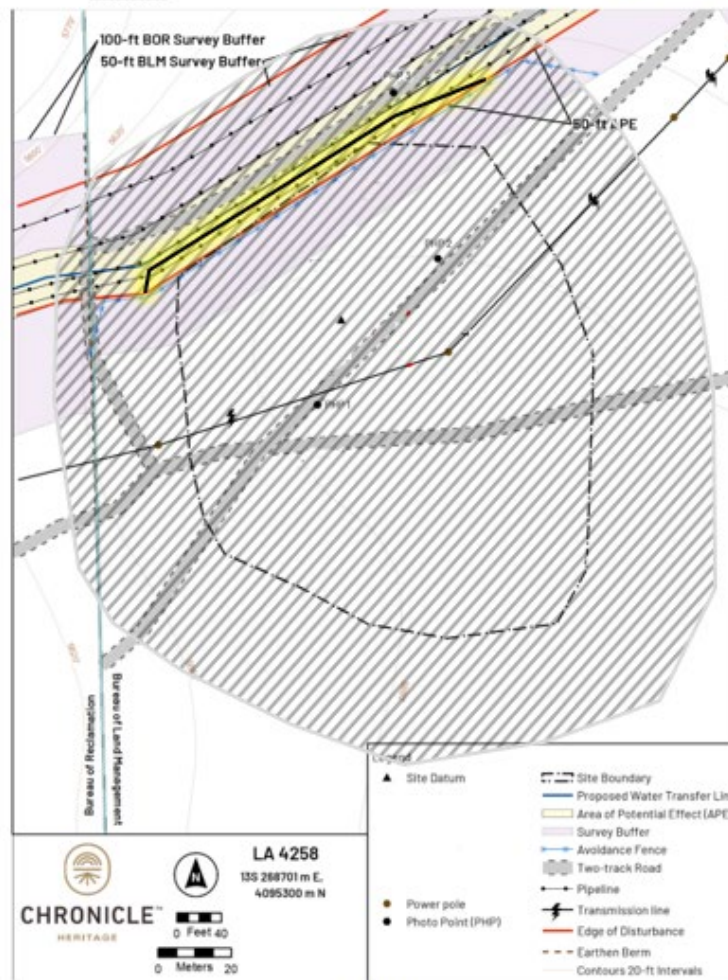 100-ft BOR Survey Buffer
50-ft BLM Survey Buffer
PHP 3
50-ft APE
PHP 2
PHP 1
Bureau of Reclamation
Bureau of Land Management
Legend
Site Datum
Power pole
Photo Point (PHP)
Site Boundary
Proposed Water Transfer Lin
Area of Potential Effect (APE
Survey Buffer
Avoidance Fence
Two-track Road
Pipeline
Transmission line
Edge of Disturbance
Earthen Berm
Contours 20-ft Intervals
CHRONICLE™
HERITAGE
N
LA 4258
13S 268701 m E,
4095300 m N
0 Feet 40
0 Meters 20